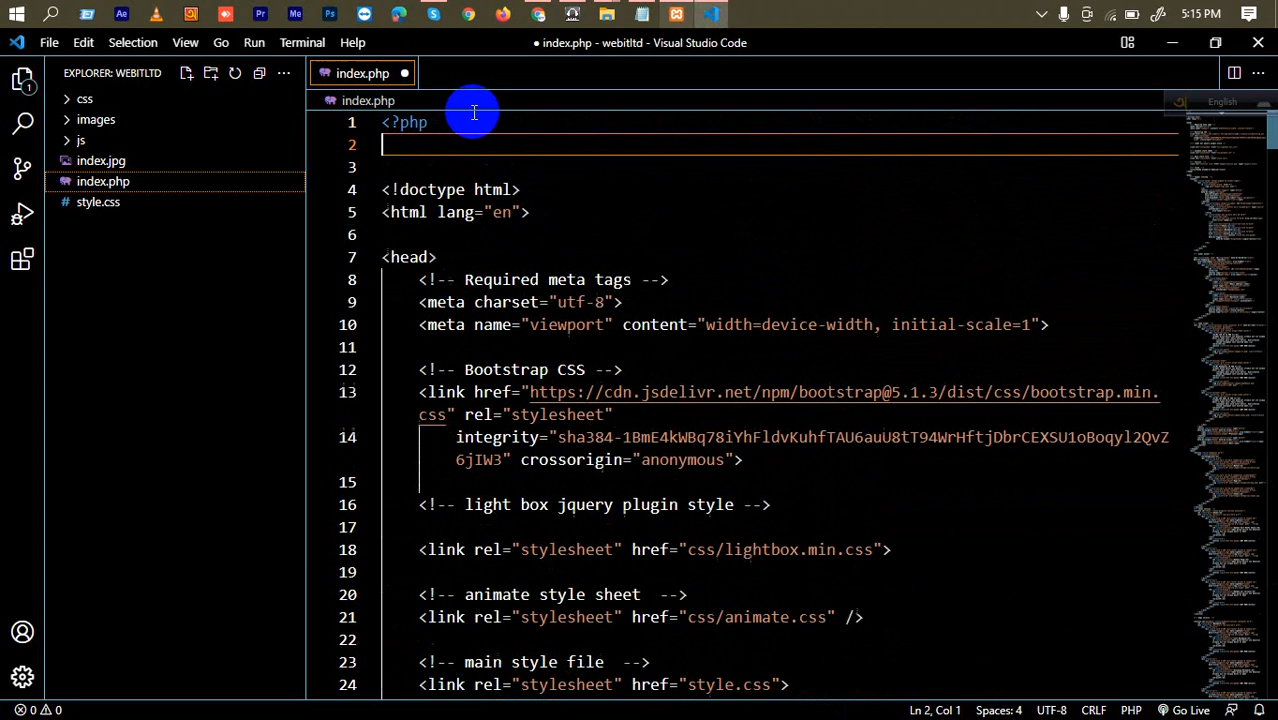 Ae
Pr
Me
Ps
5:15 PM
File Edit Selection View Go Run Terminal Help
● index.php - webitltd - Visual Studio Code
EXPLORER: WEBITLTD
index.php
css
images
js
index.jpg
index.php
style.css
1
index.php
English
1 <?php
2
3
4 <!doctype html>
5 <html lang="en">
6
7 <head>
8 <!-- Required meta tags -->
9 <meta charset="utf-8">
10 <meta name="viewport" content="width=device-width, initial-scale=1">
11
12 <!-- Bootstrap CSS -->
13 <link href="https://cdn.jsdelivr.net/npm/bootstrap@5.1.3/dist/css/bootstrap.min.
css" rel="stylesheet"
14 integrity="sha384-1BmE4kWBq78iYhFldvKuhfTAU6auU8tT94WrHftjDbrCEXSU1oBoqyl2QvZ
6jIW3" crossorigin="anonymous">
15
16 <!-- light box jquery plugin style -->
17
18 <link rel="stylesheet" href="css/lightbox.min.css">
19
20 <!-- animate style sheet -->
21 <link rel="stylesheet" href="css/animate.css" />
22
23 <!-- main style file -->
24 <link rel="stylesheet" href="style.css">
0 0 Ln 2, Col 1 Spaces: 4 UTF-8 CRLF PHP Go Live